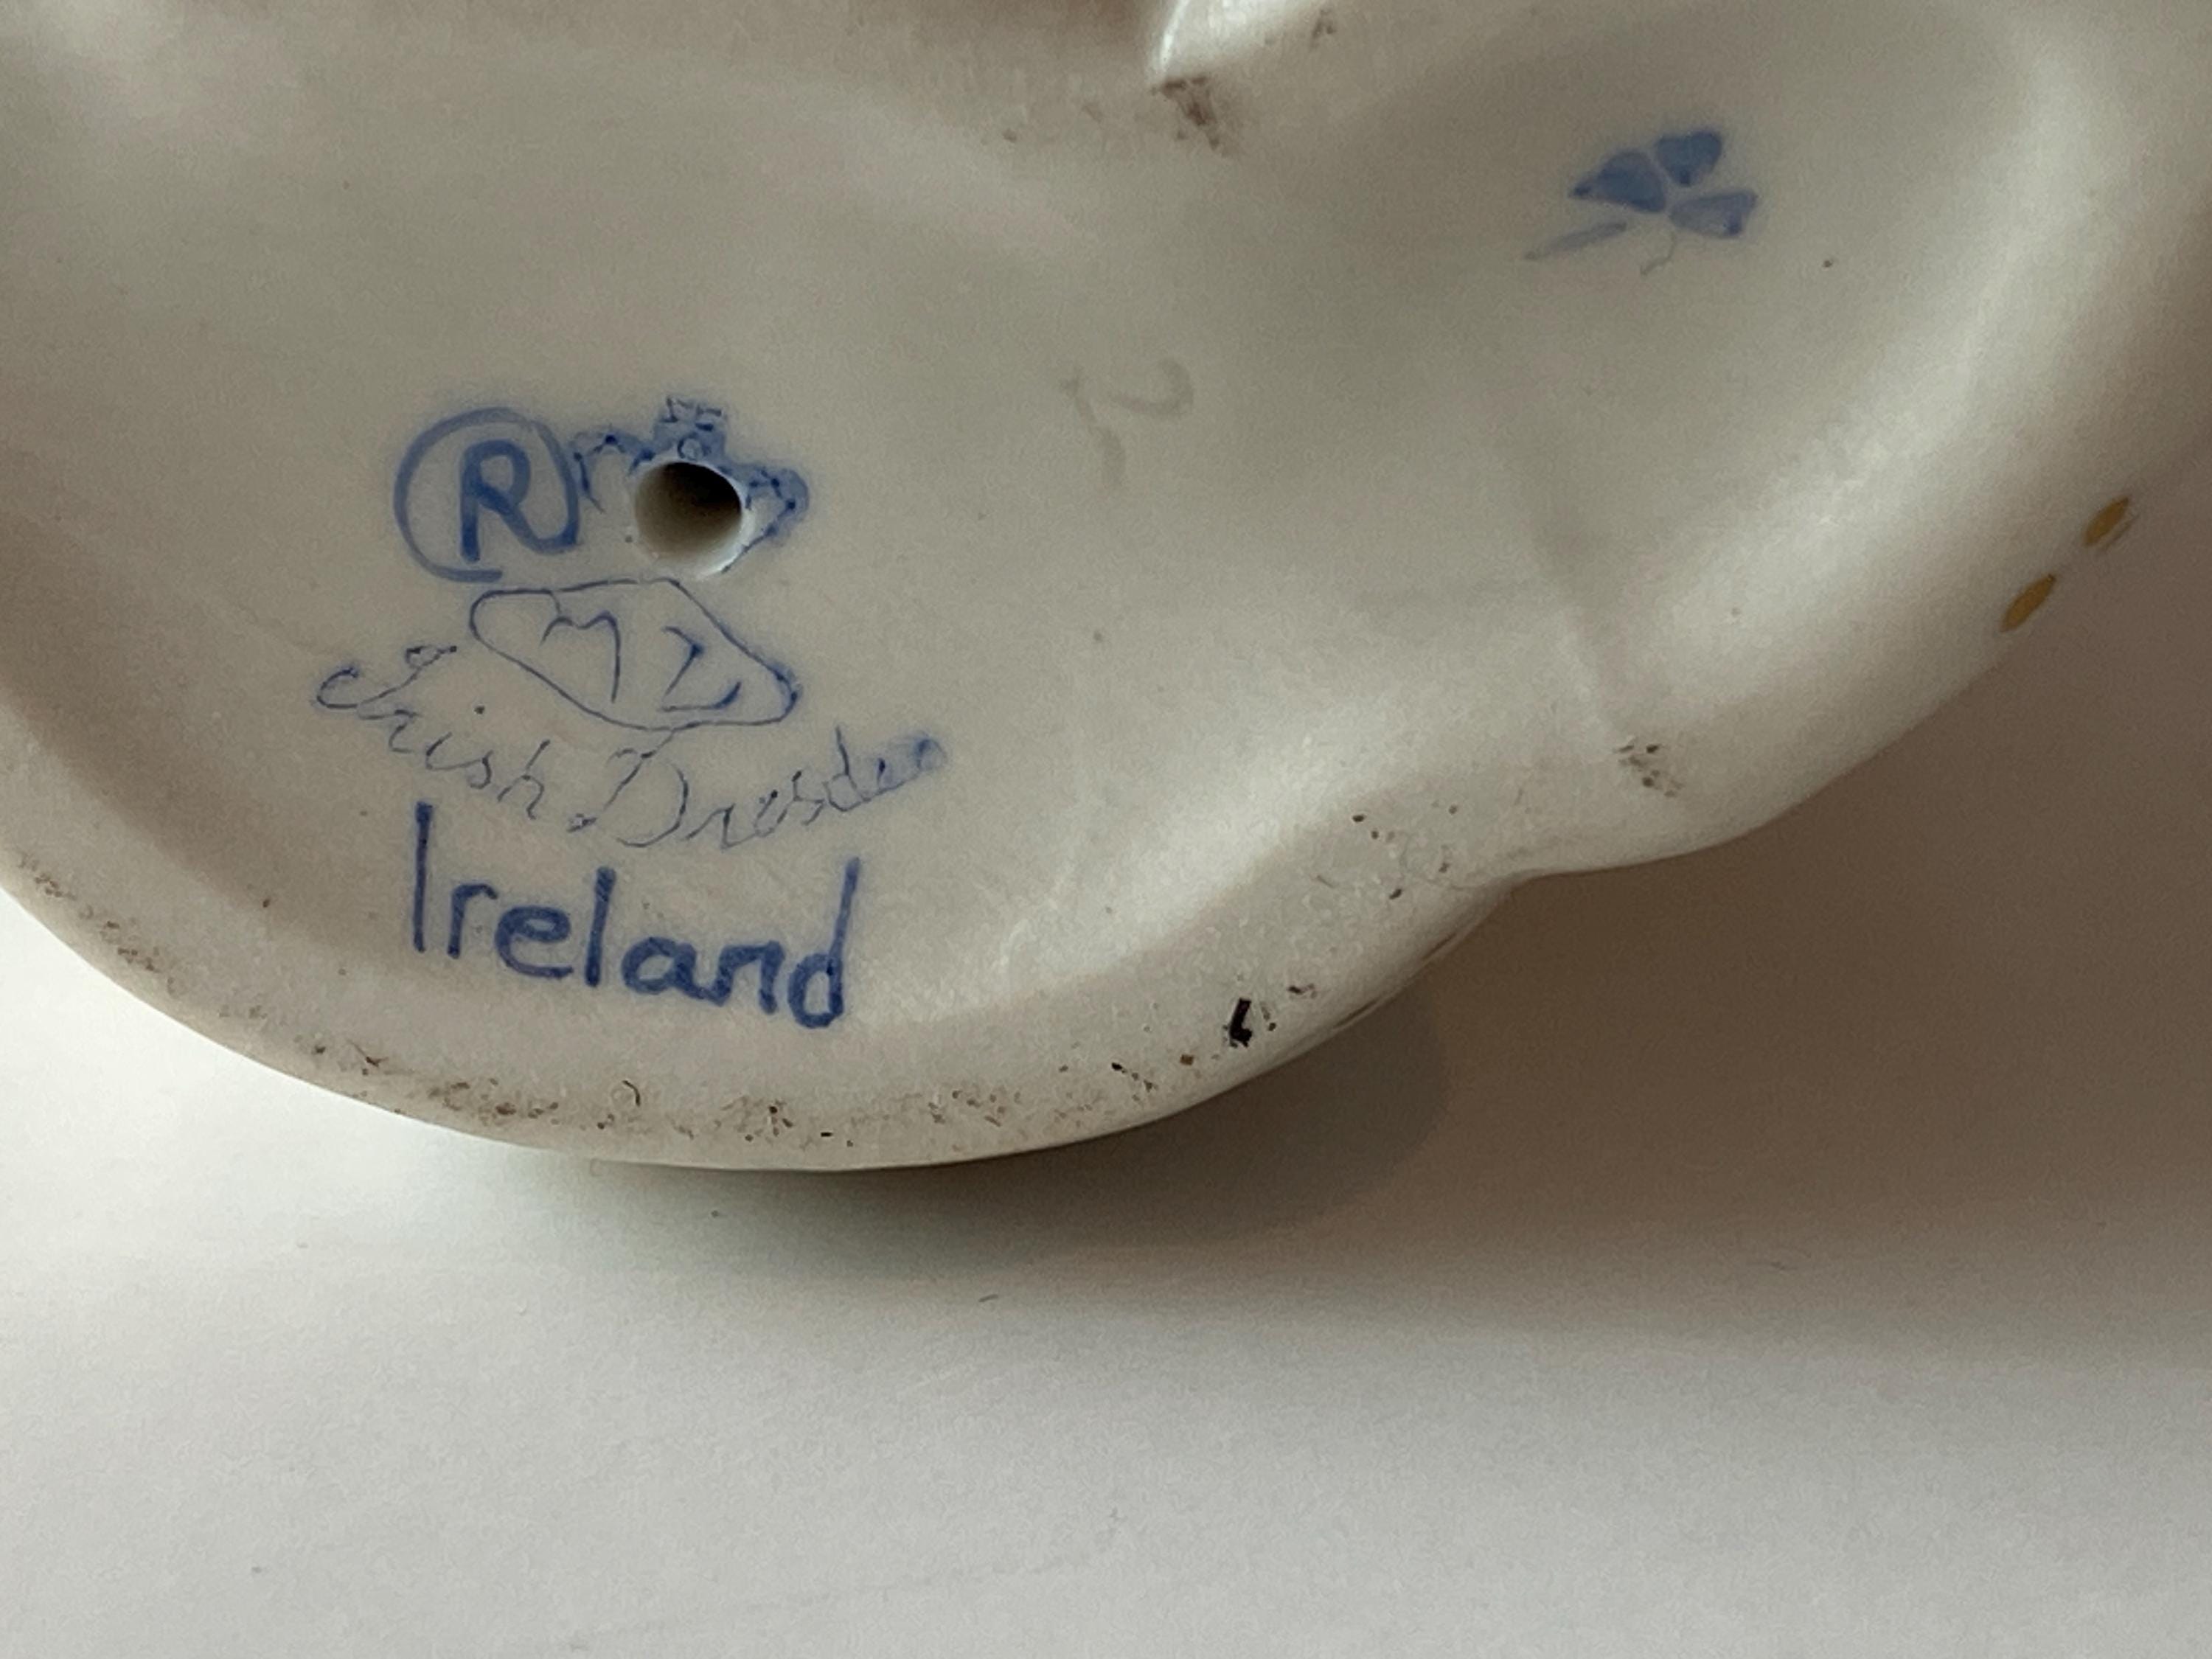 ®
MZ
Irish Dresden
Ireland